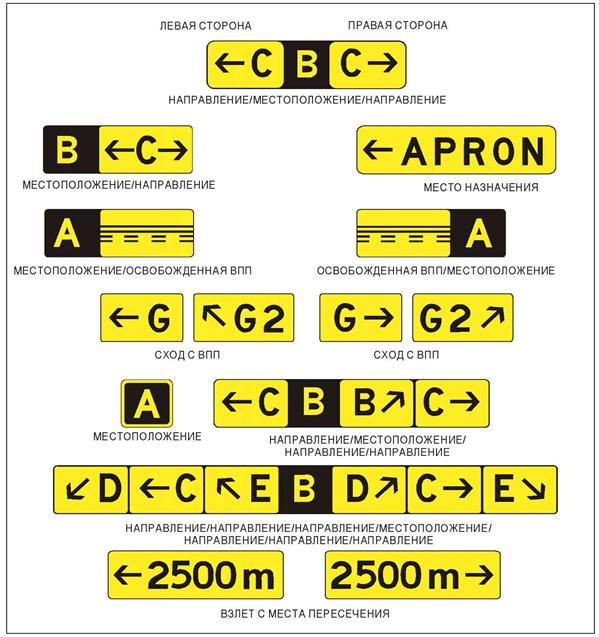 ЛЕВАЯ СТОРОНА ПРАВАЯ СТОРОНА
←C B C→
НАПРАВЛЕНИЕ/МЕСТОПОЛОЖЕНИЕ/НАПРАВЛЕНИЕ
B ←C→ ←APRON
МЕСТОПОЛОЖЕНИЕ/НАПРАВЛЕНИЕ МЕСТО НАЗНАЧЕНИЯ
A A
МЕСТОПОЛОЖЕНИЕ/ОСВОБОЖДЕННАЯ ВПП ОСВОБОЖДЕННАЯ ВПП/МЕСТОПОЛОЖЕНИЕ
←G ↖G2 G→ G2↗
СХОД С ВПП СХОД С ВПП
A ←C B B↗ C→
МЕСТОПОЛОЖЕНИЕ НАПРАВЛЕНИЕ/МЕСТОПОЛОЖЕНИЕ/
НАПРАВЛЕНИЕ/НАПРАВЛЕНИЕ
↙D ←C ↖E B D↗ C→ E↘
НАПРАВЛЕНИЕ/НАПРАВЛЕНИЕ/НАПРАВЛЕНИЕ/МЕСТОПОЛОЖЕНИЕ/
НАПРАВЛЕНИЕ/НАПРАВЛЕНИЕ/НАПРАВЛЕНИЕ
←2500 m 2500 m→
ВЗЛЕТ С МЕСТА ПЕРЕСЕЧЕНИЯ